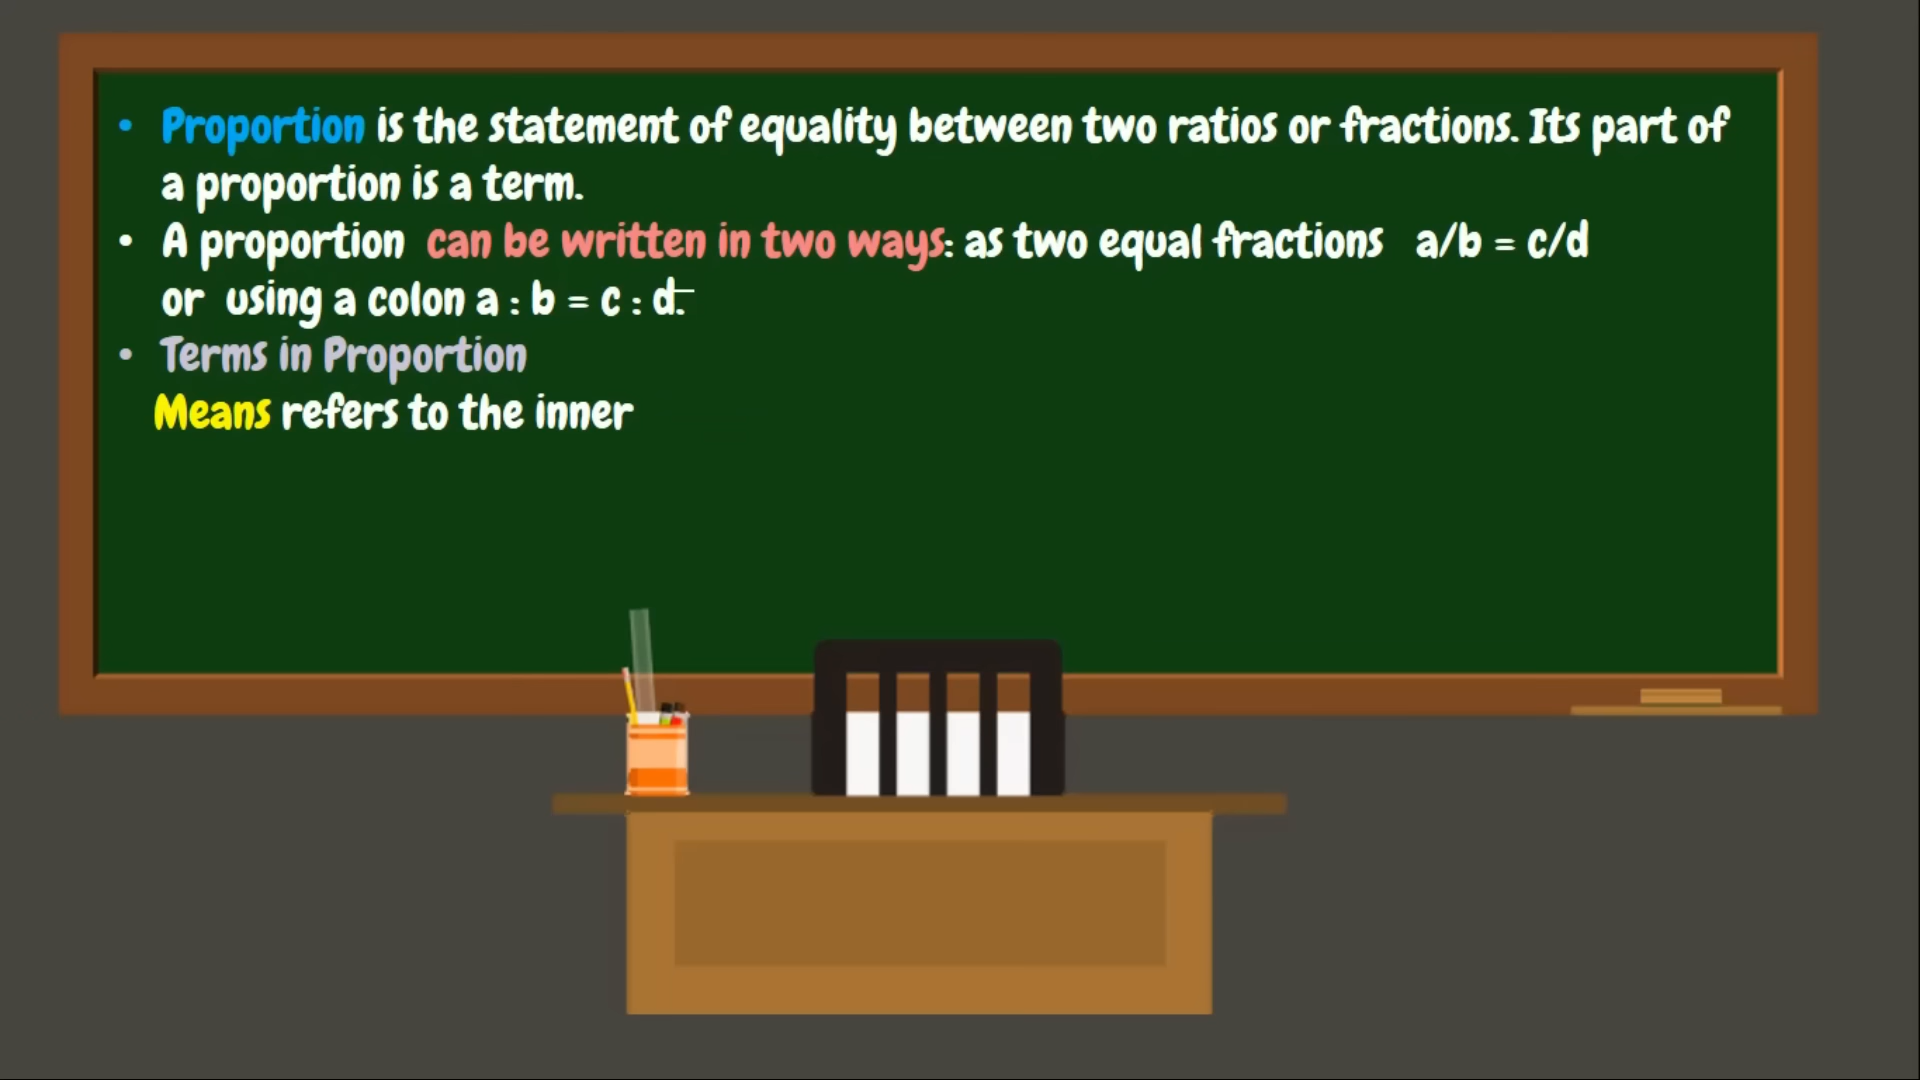 • Proportion is the statement of equality between two ratios or fractions. Its part of
a proportion is a term.
• A proportion can be written in two ways: as two equal fractions a/b = c/d
or using a colon a : b = c : d.
• Terms in Proportion
Means refers to the inner